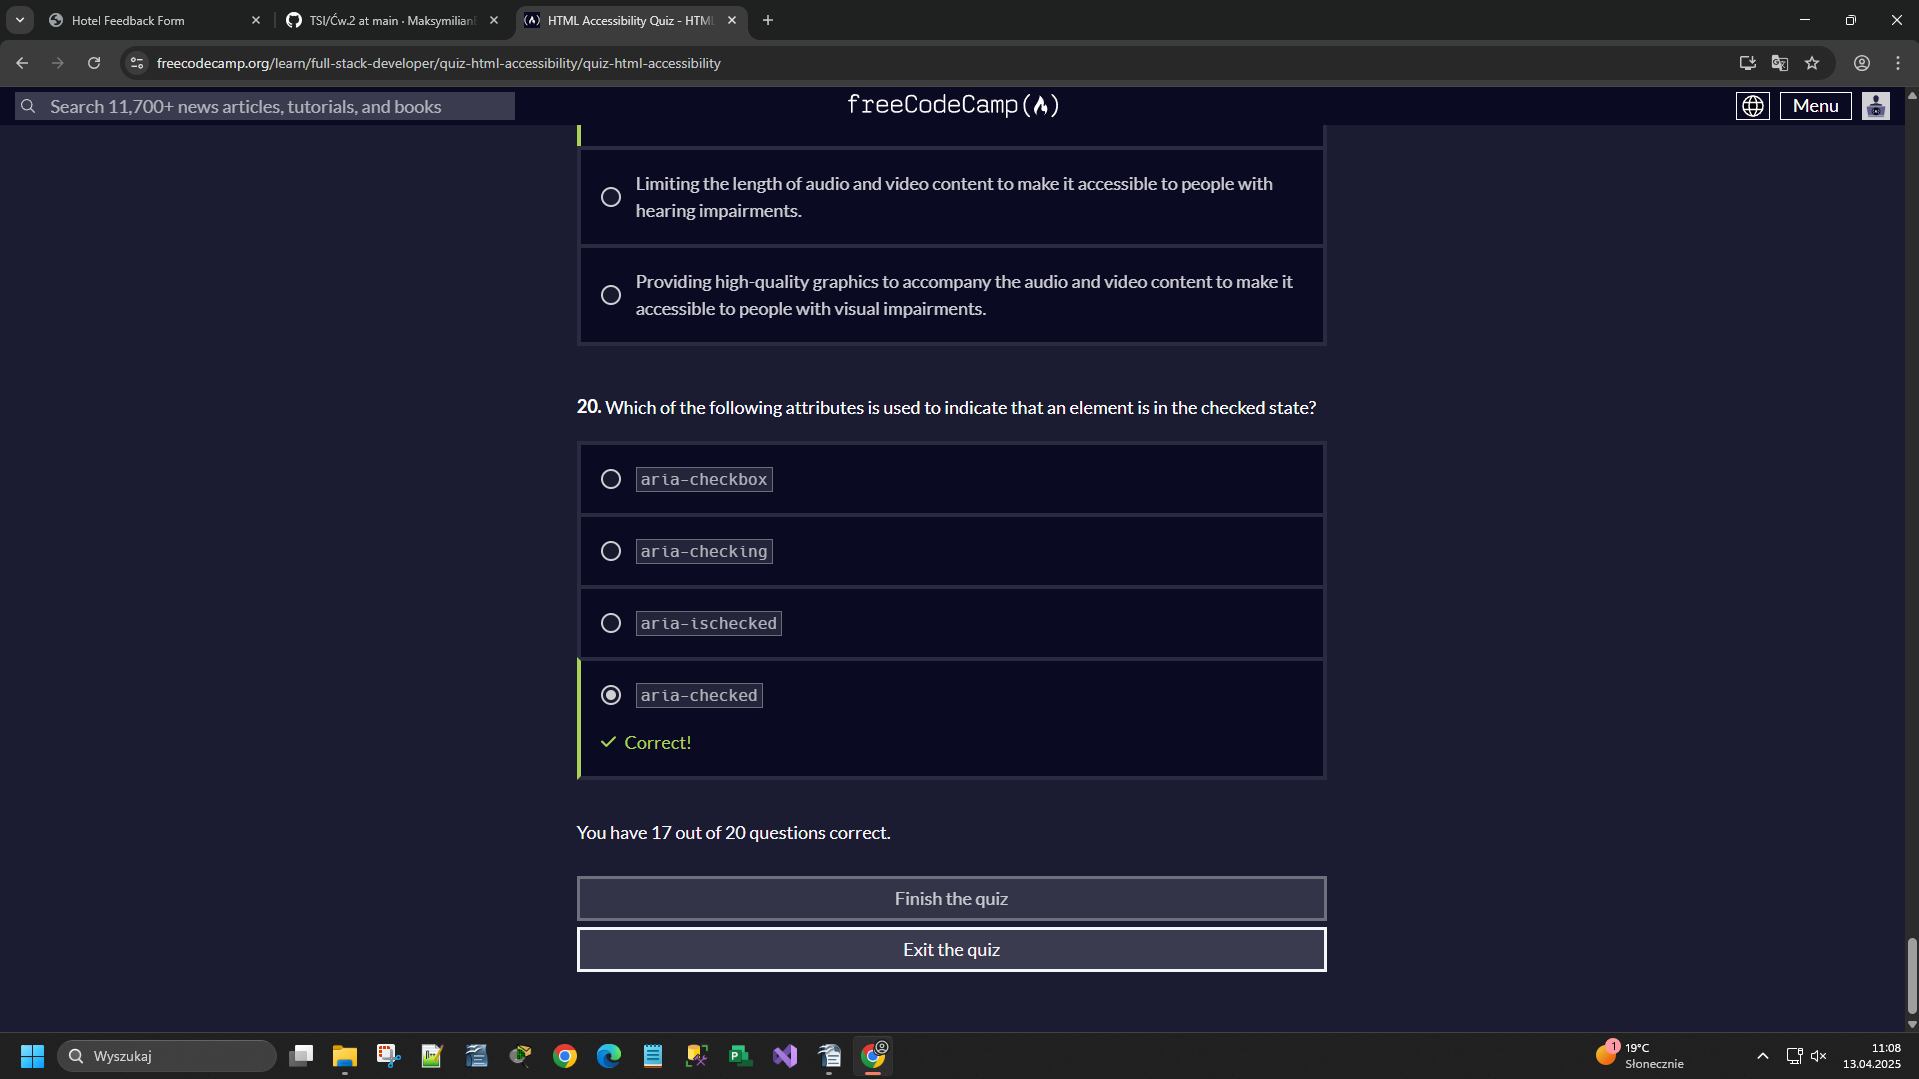 Hotel Feedback Form
TSI/Ćw.2 at main · Maksymilian
HTML Accessibility Quiz - HTML
freecodecamp.org/learn/full-stack-developer/quiz-html-accessibility/quiz-html-accessibility
Search 11,700+ news articles, tutorials, and books
freeCodeCamp
Menu
Limiting the length of audio and video content to make it accessible to people with
hearing impairments.
Providing high-quality graphics to accompany the audio and video content to make it
accessible to people with visual impairments.
20. Which of the following attributes is used to indicate that an element is in the checked state?
aria-checkbox
aria-checking
aria-ischecked
aria-checked
Correct!
You have 17 out of 20 questions correct.
Finish the quiz
Exit the quiz
Wyszukaj
1
19°C
Słonecznie
11:08
13.04.2025